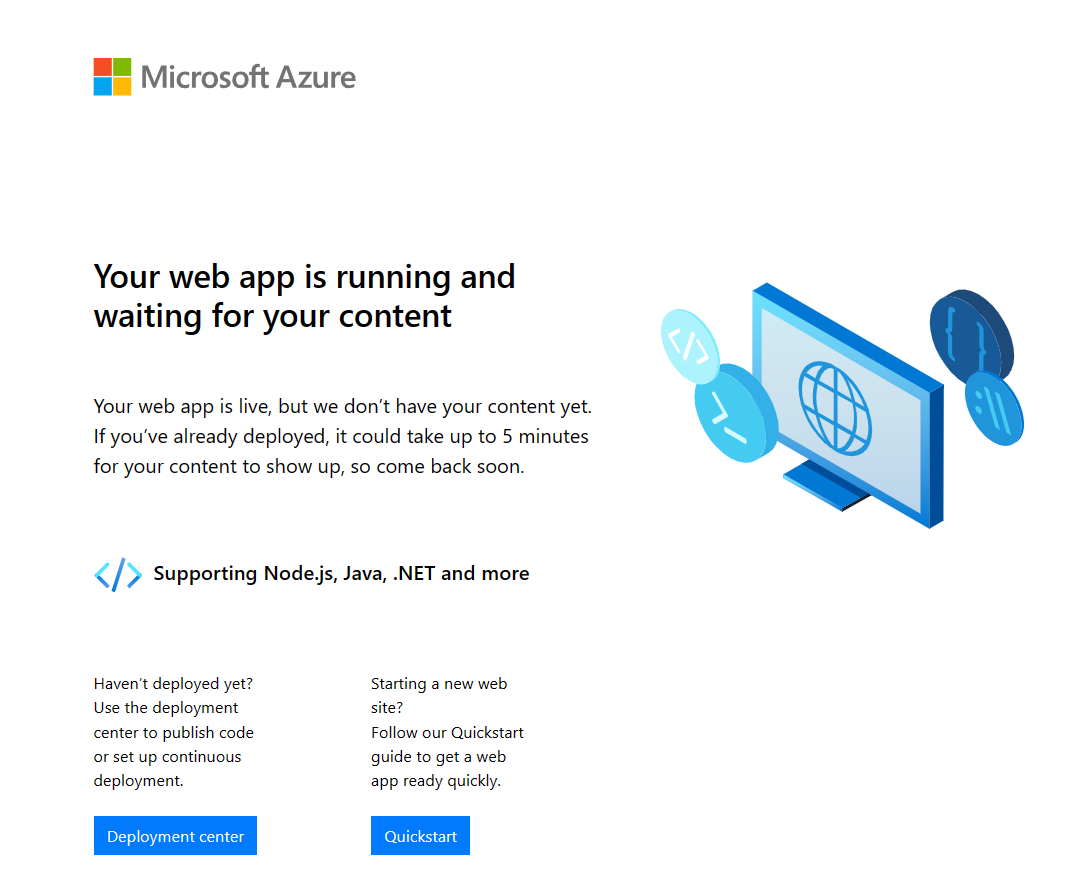 Microsoft Azure
Your web app is running and
waiting for your content
Your web app is live, but we don’t have your content yet.
If you’ve already deployed, it could take up to 5 minutes
for your content to show up, so come back soon.
Supporting Node.js, Java, .NET and more
Haven’t deployed yet?
Use the deployment
center to publish code
or set up continuous
deployment.
Deployment center
Starting a new web
site?
Follow our Quickstart
guide to get a web
app ready quickly.
Quickstart